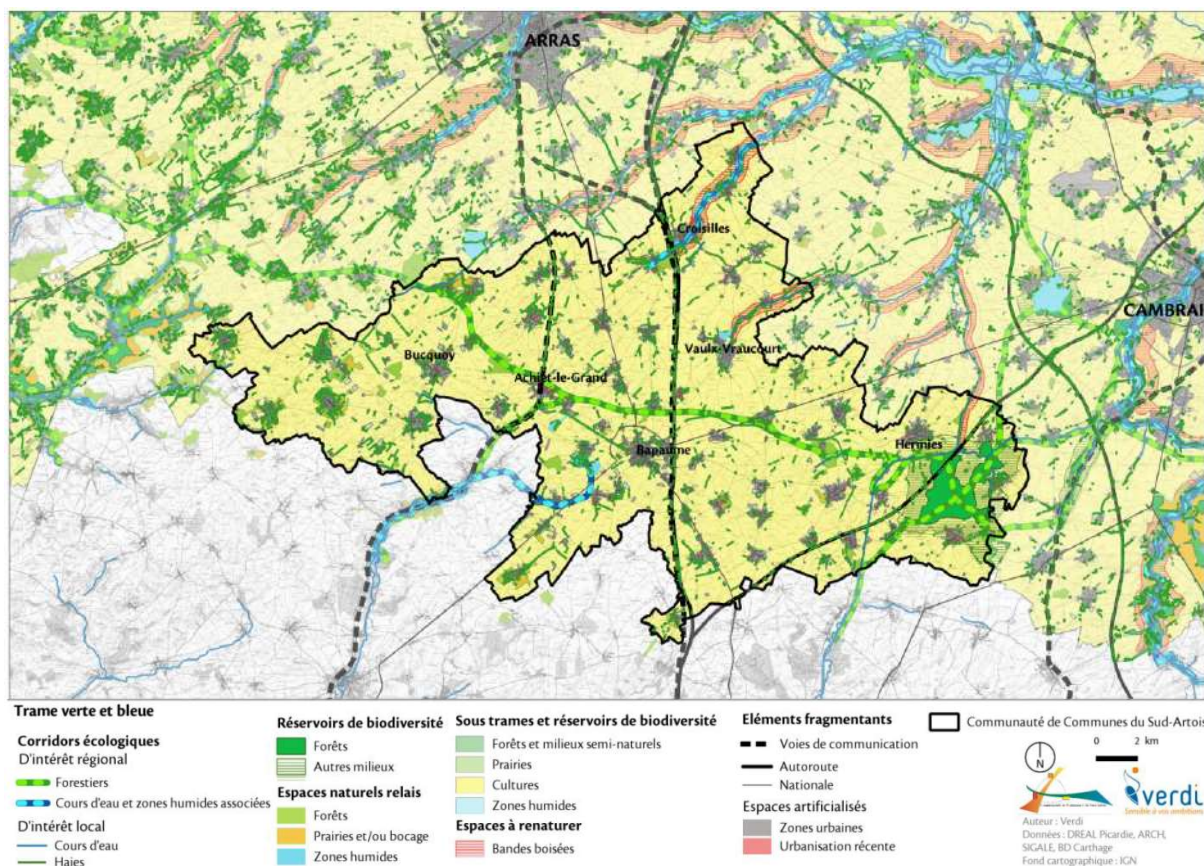 ARRAS
Croisilles
CAMBRAI
Vaulx-Vraucourt
Bucquoy
Achiet-le-Grand
Hermies
Bapaume
Trame verte et bleue
Corridors écologiques
D'intérêt régional
Forestiers
Cours d'eau et zones humides associées
D'intérêt local
Cours d'eau
Haies
Réservoirs de biodiversité
Forêts
Autres milieux
Espaces naturels relais
Forêts
Prairies et/ou bocage
Zones humides
Sous trames et réservoirs de biodiversité
Forêts et milieux semi-naturels
Prairies
Cultures
Zones humides
Espaces à renaturer
Bandes boisées
Eléments fragmentants
Voies de communication
Autoroute
Nationale
Espaces artificialisés
Zones urbaines
Urbanisation récente
Communauté de Communes du Sud-Artois
N
0 2 km
verdi
Sensible à vos ambitions
Auteur : Verdi
Données : DREAL Picardie, ARCH,
SIGALE, BD Carthage
Fond cartographique : IGN